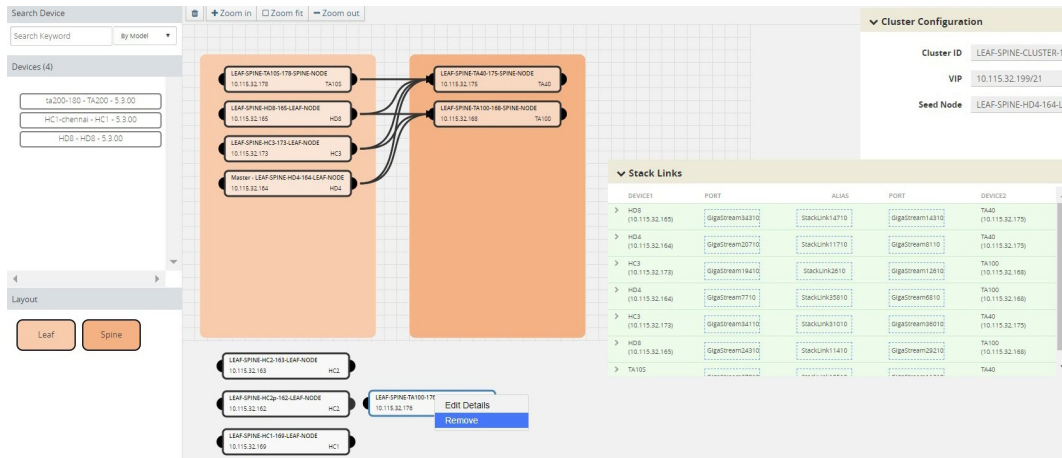 Search Device
Search Keyword
By Model
Devices (4)
ta200-180 - TA200 - 5.3.00
HC1-chennai - HC1 - 5.3.00
HD8 - HD8 - 5.3.00
Layout
Leaf
Spine
Zoom in
Zoom fit
Zoom out
LEAF-SPINE-TA10S-178-SPINE-NODE
10.115.32.178 TA10S
LEAF-SPINE-HD8-165-LEAF-NODE
10.115.32.165 HD8
LEAF-SPINE-HC3-173-LEAF-NODE
10.115.32.173 HC3
Master - LEAF-SPINE-HD4-164-LEAF-NODE
10.115.32.164 HD4
LEAF-SPINE-TA40-175-SPINE-NODE
10.115.32.175 TA40
LEAF-SPINE-TA100-168-SPINE-NODE
10.115.32.168 TA100
LEAF-SPINE-HC2-163-LEAF-NODE
10.115.32.163 HC2
LEAF-SPINE-HC2p-162-LEAF-NODE
10.115.32.162 HC2
LEAF-SPINE-TA100-176
10.115.32.176
Edit Details
Remove
LEAF-SPINE-HC1-169-LEAF-NODE
10.115.32.169 HC1
Cluster Configuration
Cluster ID LEAF-SPINE-CLUSTER-1
VIP 10.115.32.199/21
Seed Node LEAF-SPINE-HD4-164-L
Stack Links
DEVICE1 PORT ALIAS PORT DEVICE2
HD8 TA40
(10.115.32.165) GigaStream34310 StackLink14710 GigaStream14310 (10.115.32.175)
HD4 TA40
(10.115.32.164) GigaStream20710 StackLink11710 GigaStream8110 (10.115.32.175)
HC3 TA100
(10.115.32.173) GigaStream19410 StackLink2610 GigaStream12610 (10.115.32.168)
HD4 TA100
(10.115.32.164) GigaStream7710 StackLink35810 GigaStream6810 (10.115.32.168)
HC3 TA40
(10.115.32.173) GigaStream34110 StackLink31010 GigaStream36010 (10.115.32.175)
HD8 TA100
(10.115.32.165) GigaStream24310 StackLink11410 GigaStream29210 (10.115.32.168)
TA10S TA40